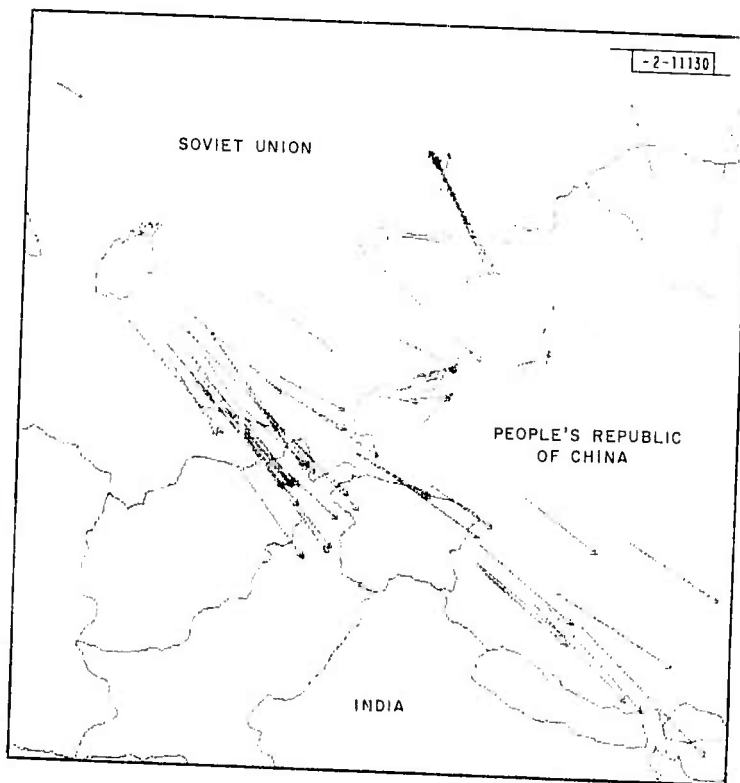 -2-11130
SOVIET UNION
PEOPLE'S REPUBLIC
OF CHINA
INDIA